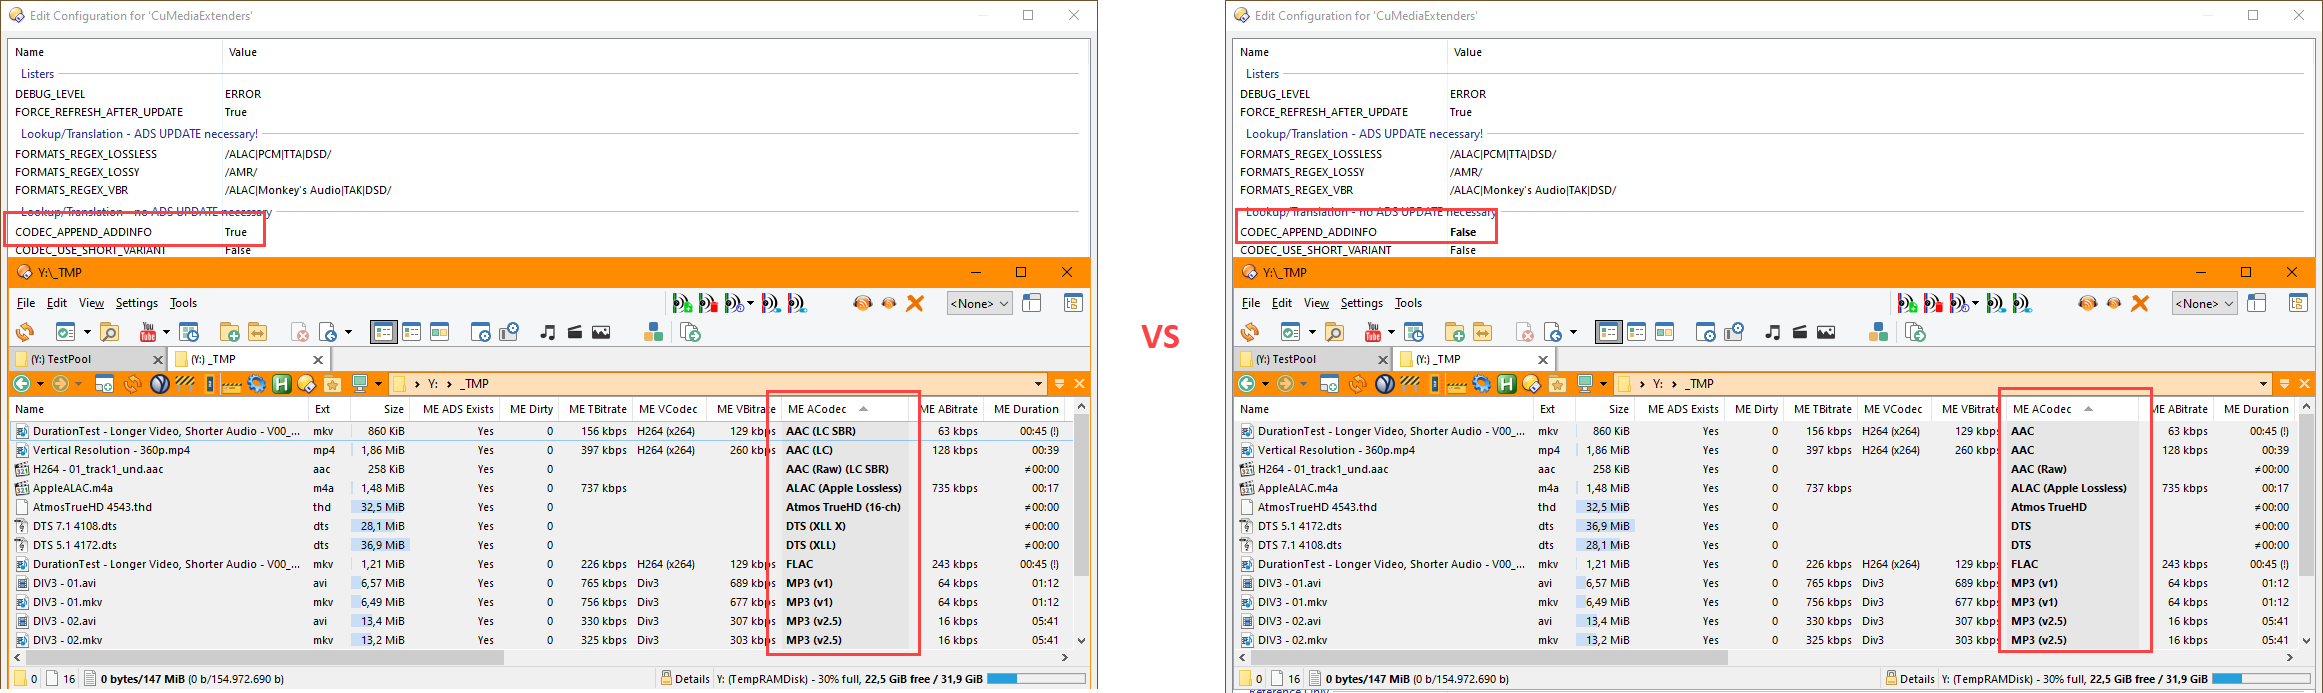 Edit Configuration for 'CuMediaExtenders'
Name Value
Listers
DEBUG_LEVEL ERROR
FORCE_REFRESH_AFTER_UPDATE True
Lookup/Translation - ADS UPDATE necessary!
FORMATS_REGEX_LOSSLESS /ALAC|PCM|TTA|DSD/
FORMATS_REGEX_LOSSY /AMR/
FORMATS_REGEX_VBR /ALAC|Monkey's Audio|TAK|DSD/
Lookup/Translation - no ADS UPDATE necessary
CODEC_APPEND_ADDINFO True
CODEC_USE_SHORT_VARIANT False
Y:\_TMP
File Edit View Settings Tools <None>
You Tube
(Y:) TestPool (Y:) _TMP
Y: _TMP
Name Ext Size ME ADS Exists ME Dirty ME TBitrate ME VCodec ME VBitrate ME ACodec ME ABitrate ME Duration
DurationTest - Longer Video, Shorter Audio - V00_... mkv 860 KiB Yes 0 156 kbps H264 (x264) 129 kbps AAC (LC SBR) 63 kbps 00:45 (!)
Vertical Resolution - 360p.mp4 mp4 1,86 MiB Yes 0 397 kbps H264 (x264) 260 kbps AAC (LC) 128 kbps 00:39
H264 - 01_track1_und.aac aac 258 KiB Yes 0 AAC (Raw) (LC SBR) ≠00:00
AppleALAC.m4a m4a 1,48 MiB Yes 0 737 kbps ALAC (Apple Lossless) 735 kbps 00:17
AtmosTrueHD 4543.thd thd 32,5 MiB Yes 0 Atmos TrueHD (16-ch) ≠00:00
DTS 7.1 4108.dts dts 28,1 MiB Yes 0 DTS (XLL X) ≠00:00
DTS 5.1 4172.dts dts 36,9 MiB Yes 0 DTS (XLL) ≠00:00
DurationTest - Longer Video, Shorter Audio - V00_... mkv 1,21 MiB Yes 0 226 kbps H264 (x264) 129 kbps FLAC 243 kbps 00:45 (!)
DIV3 - 01.avi avi 6,57 MiB Yes 0 765 kbps Div3 689 kbps MP3 (v1) 64 kbps 01:12
DIV3 - 01.mkv mkv 6,49 MiB Yes 0 756 kbps Div3 677 kbps MP3 (v1) 64 kbps 01:12
DIV3 - 02.avi avi 13,4 MiB Yes 0 330 kbps Div3 307 kbps MP3 (v2.5) 16 kbps 05:41
DIV3 - 02.mkv mkv 13,2 MiB Yes 0 325 kbps Div3 303 kbps MP3 (v2.5) 16 kbps 05:41
0 16 0 bytes/147 MiB (0 b/154.972.690 b) Details Y: (TempRAMDisk) - 30% full, 22,5 GiB free / 31,9 GiB
VS
Edit Configuration for 'CuMediaExtenders'
Name Value
Listers
DEBUG_LEVEL ERROR
FORCE_REFRESH_AFTER_UPDATE True
Lookup/Translation - ADS UPDATE necessary!
FORMATS_REGEX_LOSSLESS /ALAC|PCM|TTA|DSD/
FORMATS_REGEX_LOSSY /AMR/
FORMATS_REGEX_VBR /ALAC|Monkey's Audio|TAK|DSD/
Lookup/Translation - no ADS UPDATE necessary
CODEC_APPEND_ADDINFO False
CODEC_USE_SHORT_VARIANT False
Y:\_TMP
File Edit View Settings Tools <None>
You Tube
(Y:) TestPool (Y:) _TMP
Y: _TMP
Name Ext Size ME ADS Exists ME Dirty ME TBitrate ME VCodec ME VBitrate ME ACodec ME ABitrate ME Duration
DurationTest - Longer Video, Shorter Audio - V00_... mkv 860 KiB Yes 0 156 kbps H264 (x264) 129 kbps AAC 63 kbps 00:45 (!)
Vertical Resolution - 360p.mp4 mp4 1,86 MiB Yes 0 397 kbps H264 (x264) 260 kbps AAC 128 kbps 00:39
H264 - 01_track1_und.aac aac 258 KiB Yes 0 AAC (Raw) ≠00:00
AppleALAC.m4a m4a 1,48 MiB Yes 0 737 kbps ALAC (Apple Lossless) 735 kbps 00:17
AtmosTrueHD 4543.thd thd 32,5 MiB Yes 0 Atmos TrueHD ≠00:00
DTS 5.1 4172.dts dts 36,9 MiB Yes 0 DTS ≠00:00
DTS 7.1 4108.dts dts 28,1 MiB Yes 0 DTS ≠00:00
DurationTest - Longer Video, Shorter Audio - V00_... mkv 1,21 MiB Yes 0 226 kbps H264 (x264) 129 kbps FLAC 243 kbps 00:45 (!)
DIV3 - 01.avi avi 6,57 MiB Yes 0 765 kbps Div3 689 kbps MP3 (v1) 64 kbps 01:12
DIV3 - 01.mkv mkv 6,49 MiB Yes 0 756 kbps Div3 677 kbps MP3 (v1) 64 kbps 01:12
DIV3 - 02.avi avi 13,4 MiB Yes 0 330 kbps Div3 307 kbps MP3 (v2.5) 16 kbps 05:41
DIV3 - 02.mkv mkv 13,2 MiB Yes 0 325 kbps Div3 303 kbps MP3 (v2.5) 16 kbps 05:41
0 16 0 bytes/147 MiB (0 b/154.972.690 b) Details Y: (TempRAMDisk) - 30% full, 22,5 GiB free / 31,9 GiB